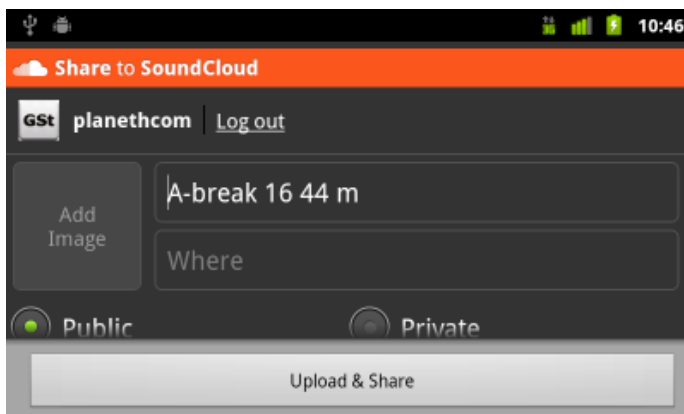 3G 10:46
Share to SoundCloud
GSt planethcom Log out
Add
Image
A-break 16 44 m
Where
Public Private
Upload & Share